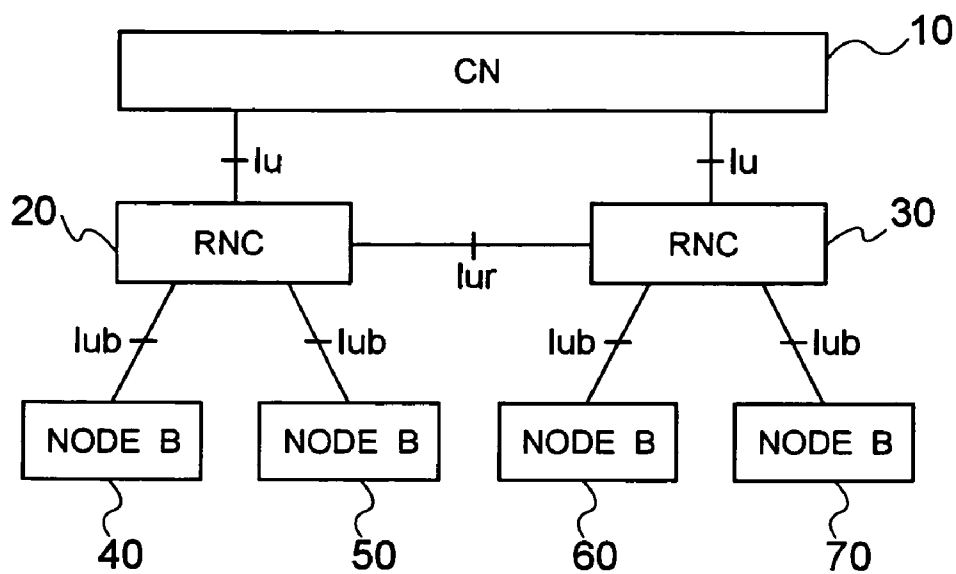 10
CN
Iu
Iu
20
RNC
30
RNC
Iur
Iub
Iub
Iub
Iub
NODE B
NODE B
NODE B
NODE B
40
50
60
70